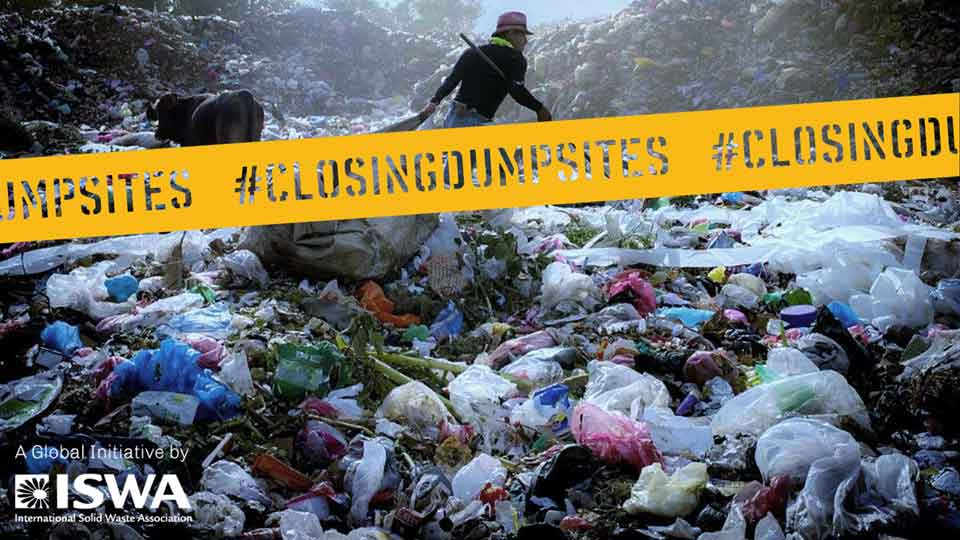 UMPSITES #CLOSINGDUMPSITES #CLOSINGDU
A Global Initiative by
ISWA
International Solid Waste Association